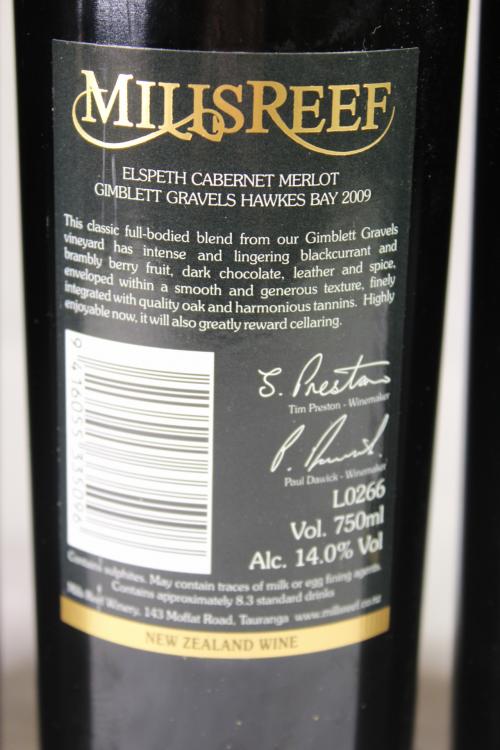 MILLSREEF
ELSPETH CABERNET MERLOT
GIMBLETT GRAVELS HAWKES BAY 2009
This classic full-bodied blend from our Gimblett Gravels
vineyard has intense and lingering blackcurrant and
brambly berry fruit, dark chocolate, leather and spice,
enveloped within a smooth and generous texture, finely
integrated with quality oak and harmonious tannins. Highly
enjoyable now, it will also greatly reward cellaring.
9 416055 335096
T. Preston
Tim Preston - Winemaker
P. Dawick
Paul Dawick - Winemaker
L0266
Vol. 750ml
Alc. 14.0% Vol
Contains sulphites. May contain traces of milk or egg fining agents.
Contains approximately 8.3 standard drinks
Mills Reef Winery, 143 Moffat Road, Tauranga www.millsreef.co.nz
NEW ZEALAND WINE